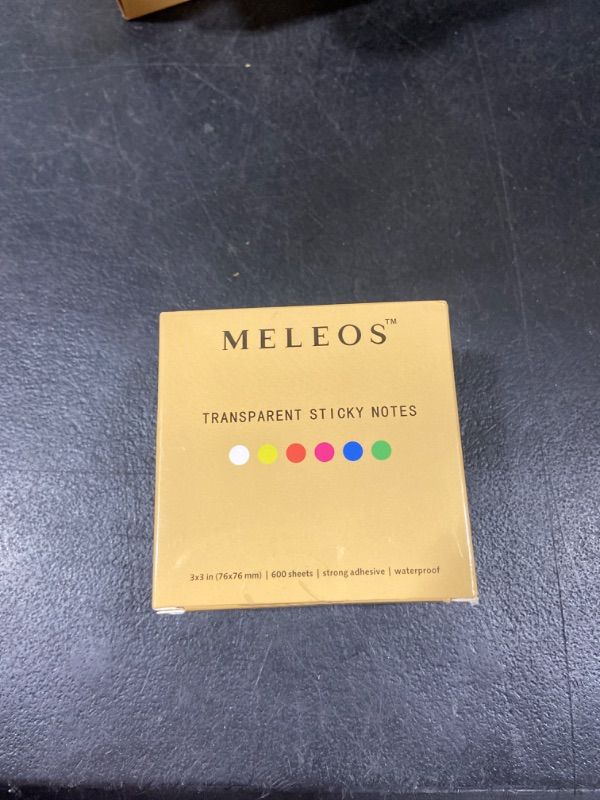 MELEOS™
TRANSPARENT STICKY NOTES
3x3 in (76x76 mm) | 600 sheets | strong adhesive | waterproof